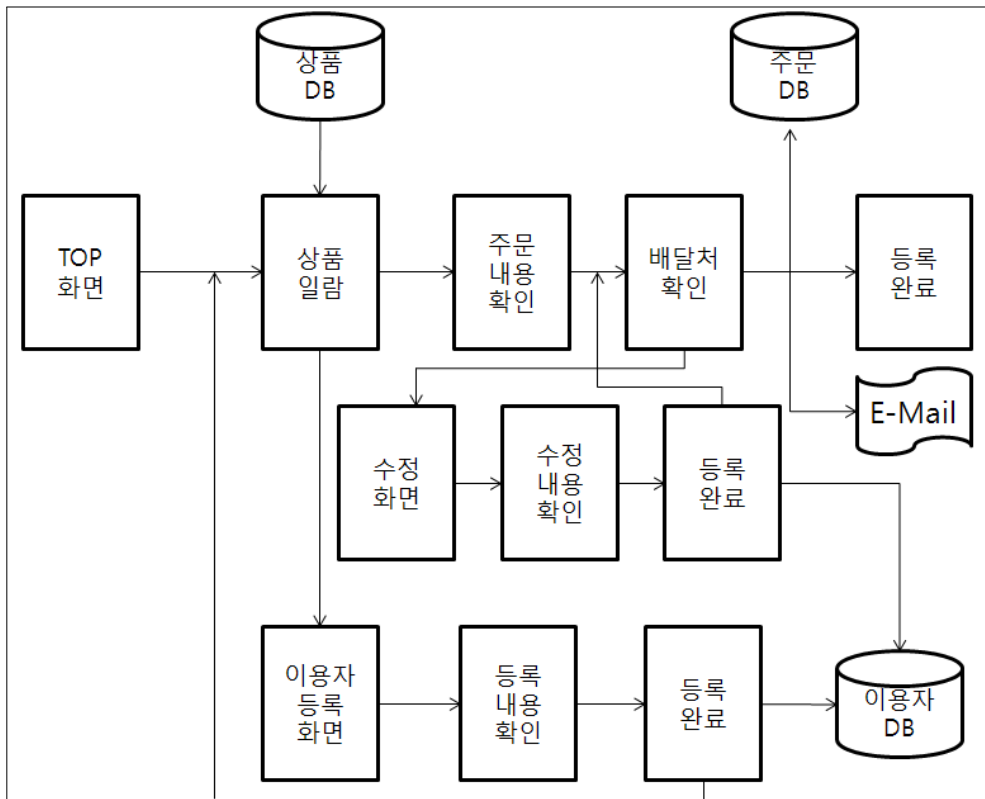 상품
DB
주문
DB
TOP
화면
상품
일람
주문
내용
확인
배달처
확인
등록
완료
E-Mail
수정
화면
수정
내용
확인
등록
완료
이용자
등록
화면
등록
내용
확인
등록
완료
이용자
DB